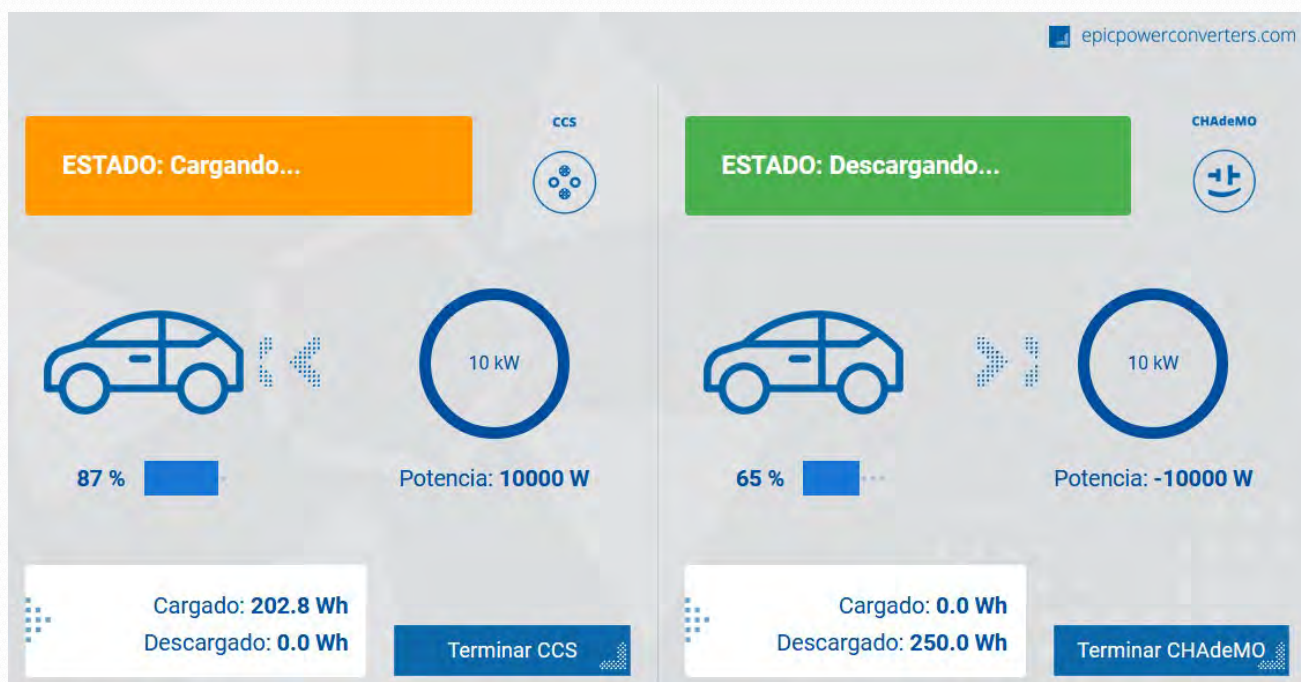 epicpowerconverters.com
CCS
ESTADO: Cargando...
10 kW
87 %
Potencia: 10000 W
Cargado: 202.8 Wh
Descargado: 0.0 Wh
Terminar CCS
CHAdeMO
ESTADO: Descargando...
10 kW
65 %
Potencia: -10000 W
Cargado: 0.0 Wh
Descargado: 250.0 Wh
Terminar CHAdeMO